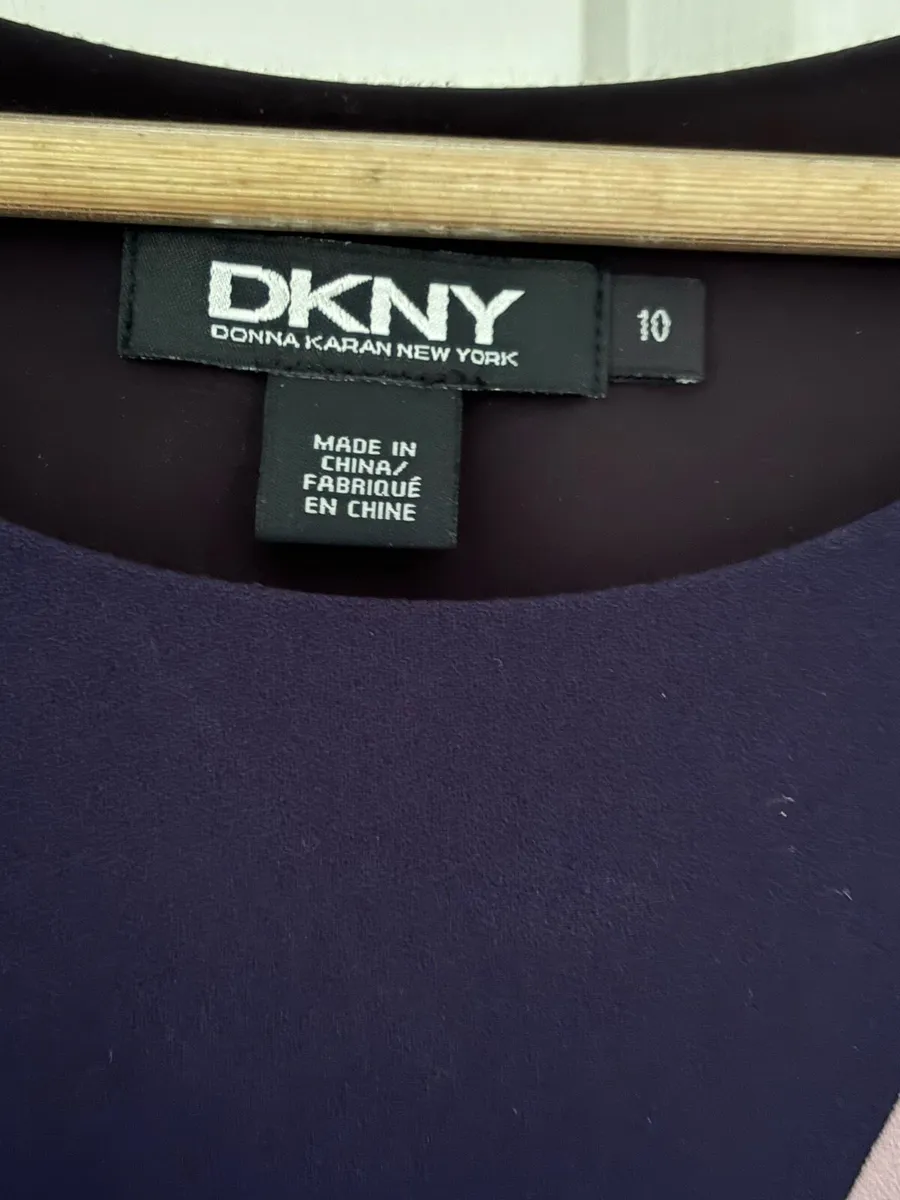 DKNY
DONNA KARAN NEW YORK
10
MADE IN
CHINA/
FABRIQUÉ
EN CHINE